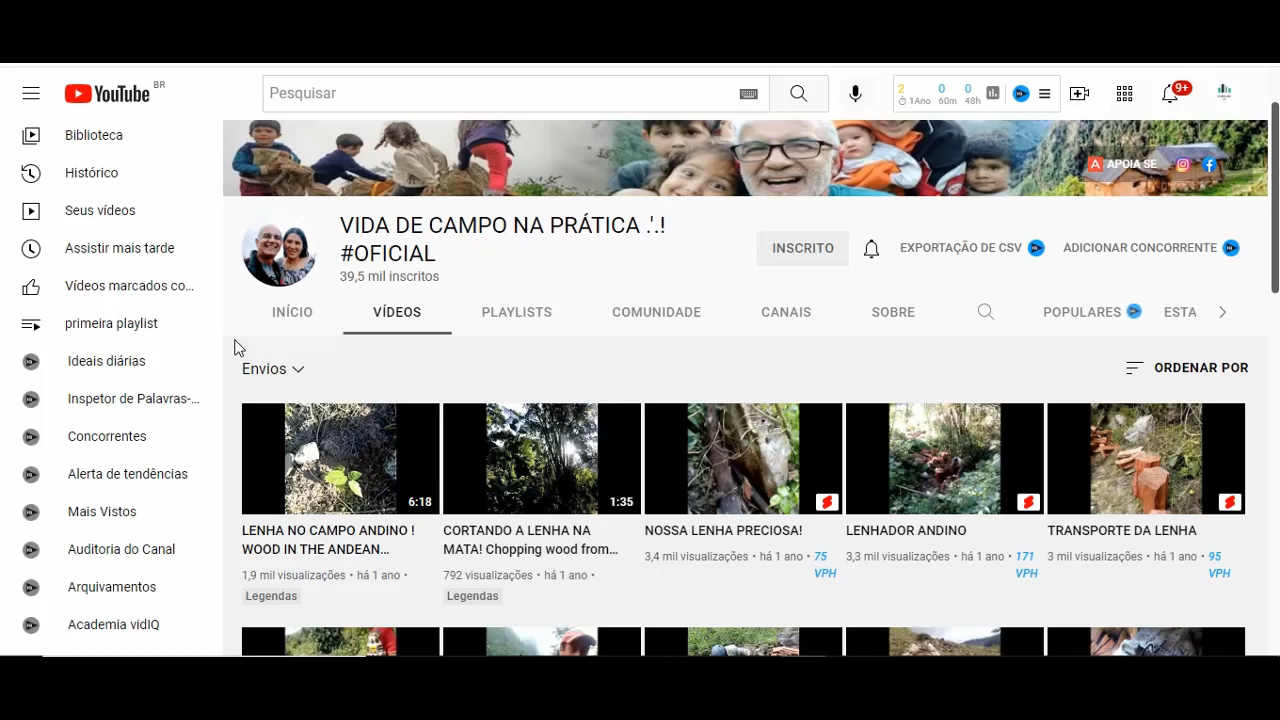 YouTube BR
Pesquisar
2 0 0
1Ano 60m 48h
9+
Biblioteca
Histórico
Seus vídeos
Assistir mais tarde
Vídeos marcados co...
primeira playlist
Ideais diárias
Inspetor de Palavras-...
Concorrentes
Alerta de tendências
Mais Vistos
Auditoria do Canal
Arquivamentos
Academia vidIQ
APOIA SE
VIDA DE CAMPO NA PRÁTICA .'.!
#OFICIAL
39,5 mil inscritos
INSCRITO
EXPORTAÇÃO DE CSV
ADICIONAR CONCORRENTE
INÍCIO VÍDEOS PLAYLISTS COMUNIDADE CANAIS SOBRE POPULARES ESTA
Envios
ORDENAR POR
6:18
LENHA NO CAMPO ANDINO !
WOOD IN THE ANDEAN...
1,9 mil visualizações • há 1 ano •
Legendas
1:35
CORTANDO A LENHA NA
MATA! Chopping wood from...
792 visualizações • há 1 ano •
Legendas
NOSSA LENHA PRECIOSA!
3,4 mil visualizações • há 1 ano • 75
VPH
LENHADOR ANDINO
3,3 mil visualizações • há 1 ano • 171
VPH
TRANSPORTE DA LENHA
3 mil visualizações • há 1 ano • 95
VPH